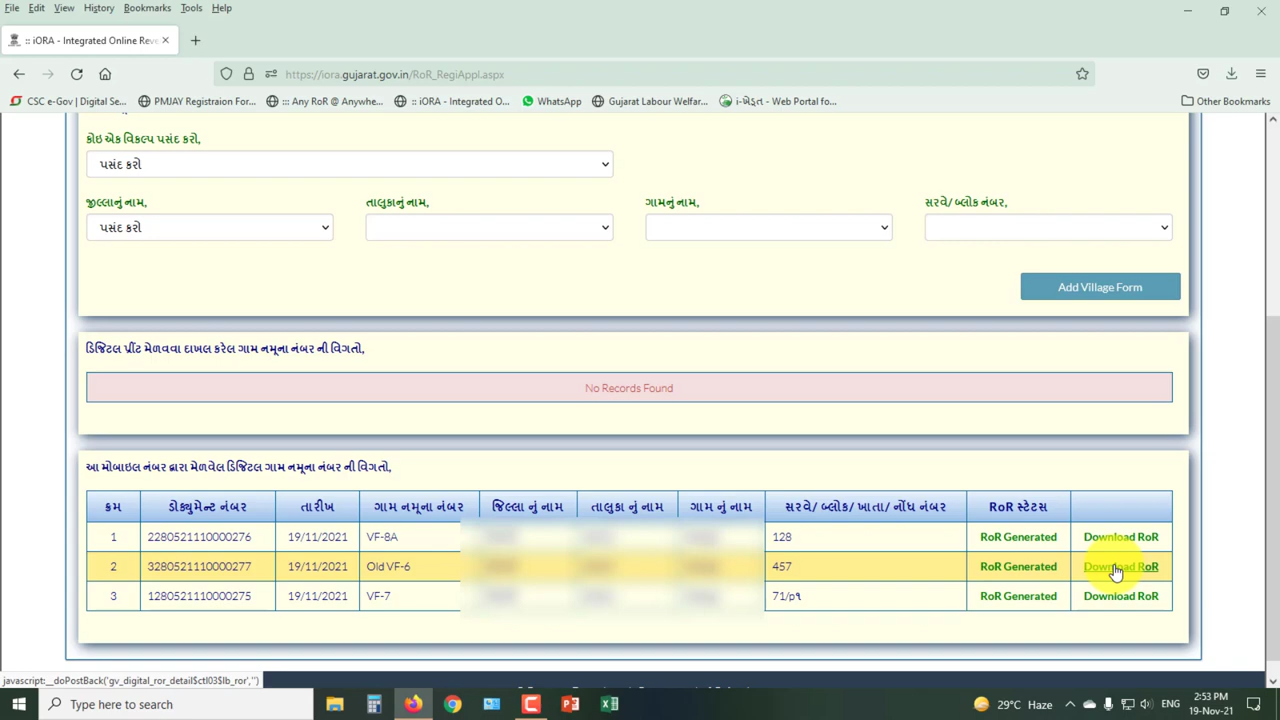 File Edit View History Bookmarks Tools Help
:: iORA - Integrated Online Reve
https://iora.gujarat.gov.in/RoR_RegiAppl.aspx
CSC e-Gov | Digital Se... PMJAY Registraion For... ::: Any RoR @ Anywhe... :: iORA - Integrated O... WhatsApp Gujarat Labour Welfar... i-ખેડૂત - Web Portal fo... Other Bookmarks
કોઇ એક વિકલ્પ પસંદ કરો,
પસંદ કરો
જીલ્લાનું નામ, તાલુકાનું નામ, ગામનું નામ, સરવે/ બ્લોક નંબર,
પસંદ કરો
Add Village Form
ડિજિટલ પ્રીંટ મેળવવા દાખલ કરેલ ગામ નમૂના નંબર ની વિગતો,
No Records Found
આ મોબાઇલ નંબર દ્વારા મેળવેલ ડિજિટલ ગામ નમૂના નંબર ની વિગતો,
ક્મ ડોક્યુમેન્ટ નંબર તારીખ ગામ નમૂના નંબર જિલ્લા નું નામ તાલુકા નું નામ ગામ નું નામ સરવે/ બ્લોક/ ખાતા/ નોંધ નંબર RoR સ્ટેટસ
1 2280521110000276 19/11/2021 VF-8A 128 RoR Generated Download RoR
2 3280521110000277 19/11/2021 Old VF-6 457 RoR Generated Download RoR
3 1280521110000275 19/11/2021 VF-7 71/p૧ RoR Generated Download RoR
javascript:__doPostBack('gv_digital_ror_detail$ctl03$lb_ror','')
Type here to search 29°C Haze ENG 2:53 PM
19-Nov-21